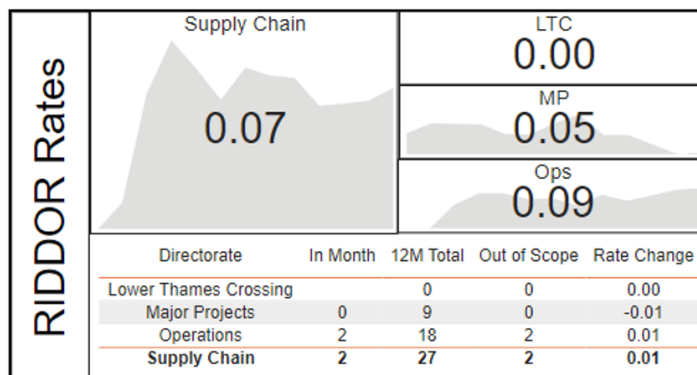 RIDDOR Rates
Supply Chain
0.07
LTC
0.00
MP
0.05
Ops
0.09
Directorate In Month 12M Total Out of Scope Rate Change
Lower Thames Crossing 0 0 0.00
Major Projects 0 9 0 -0.01
Operations 2 18 2 0.01
Supply Chain 2 27 2 0.01